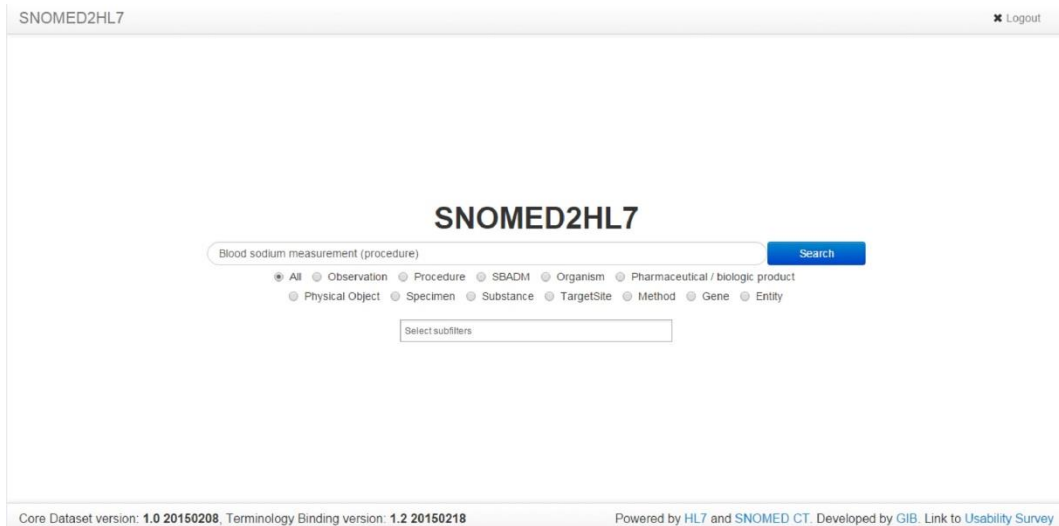 SNOMED2HL7
✖ Logout
SNOMED2HL7
Blood sodium measurement (procedure)
Search
All Observation Procedure SBADM Organism Pharmaceutical / biologic product
Physical Object Specimen Substance TargetSite Method Gene Entity
Select subfilters
Core Dataset version: 1.0 20150208, Terminology Binding version: 1.2 20150218
Powered by HL7 and SNOMED CT. Developed by GIB. Link to Usability Survey